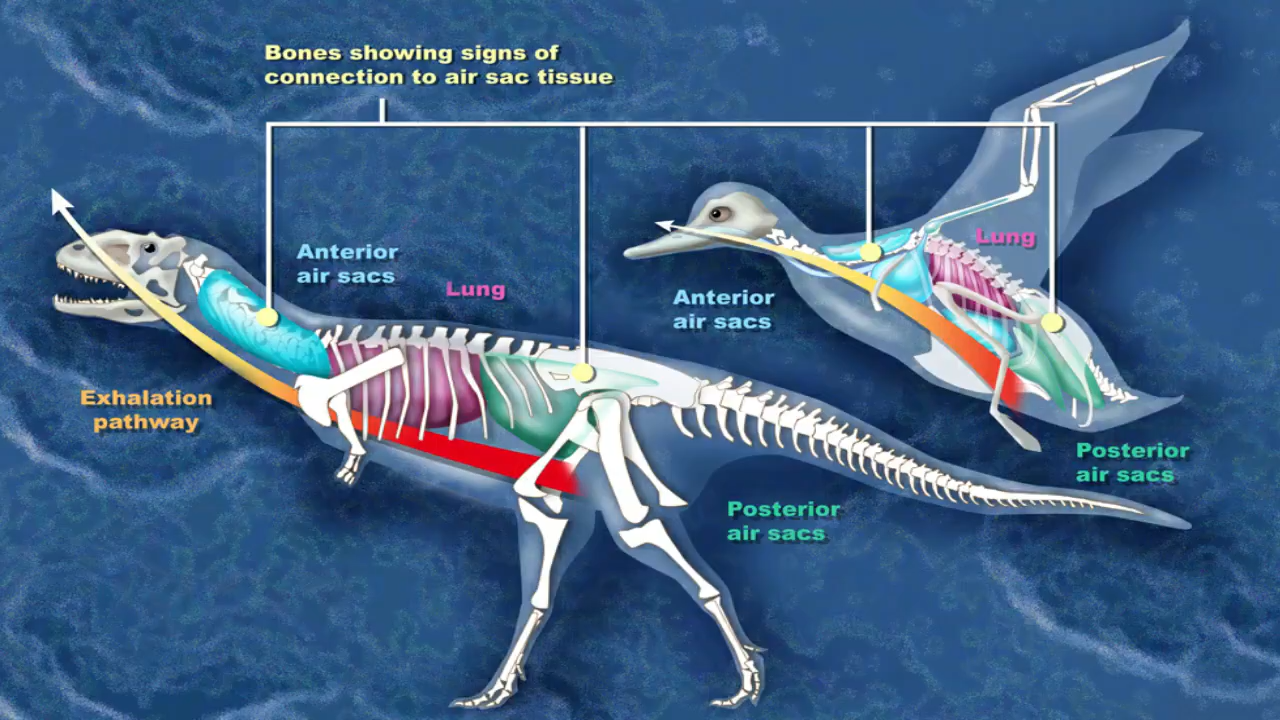 Bones showing signs of
connection to air sac tissue
Anterior
air sacs
Lung
Exhalation
pathway
Posterior
air sacs
Lung
Anterior
air sacs
Posterior
air sacs